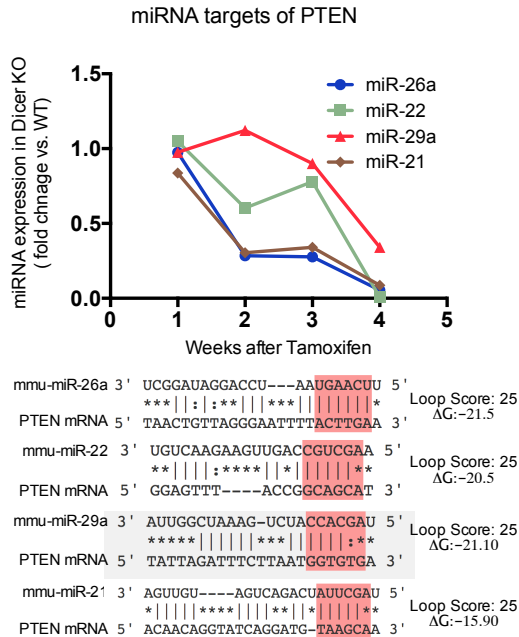 miRNA targets of PTEN
miRNA expression in Dicer KO
( fold chnage vs. WT)
1.5
1.0
0.5
0.0
0 1 2 3 4 5
Weeks after Tamoxifen
miR-26a
miR-22
miR-29a
miR-21
mmu-miR-26a 3' UCGGAUAGGACCU---AAUGAACUU 5'
***||:|:***||||***|||||||*
PTEN mRNA 5' TAACTGTTAGGGAATTTTACTTGAA 3'
Loop Score: 25
ΔG:-21.5
mmu-miR-22 3' UGUCAAGAAGUUGACCGUCGAA 5'
**||||:****||*||||||**
PTEN mRNA 5' GGAGTTT----ACCGGCAGCAT 3'
Loop Score: 25
ΔG:-20.5
mmu-miR-29a 3' AUUGGCUAAAG-UCUACCACGAU 5'
*****||||||***|||||||:**
PTEN mRNA 5' TATTAGATTTCTTAATGGTGTGA 3'
Loop Score: 25
ΔG:-21.10
mmu-miR-21 3' AGUUGU----AGUCAGACUAUUCGAU 5'
*|||||****||||***||*||||||**
PTEN mRNA 5' ACAACAGGTATCAGGATG-TAAGCA 3'
Loop Score: 25
ΔG:-15.90